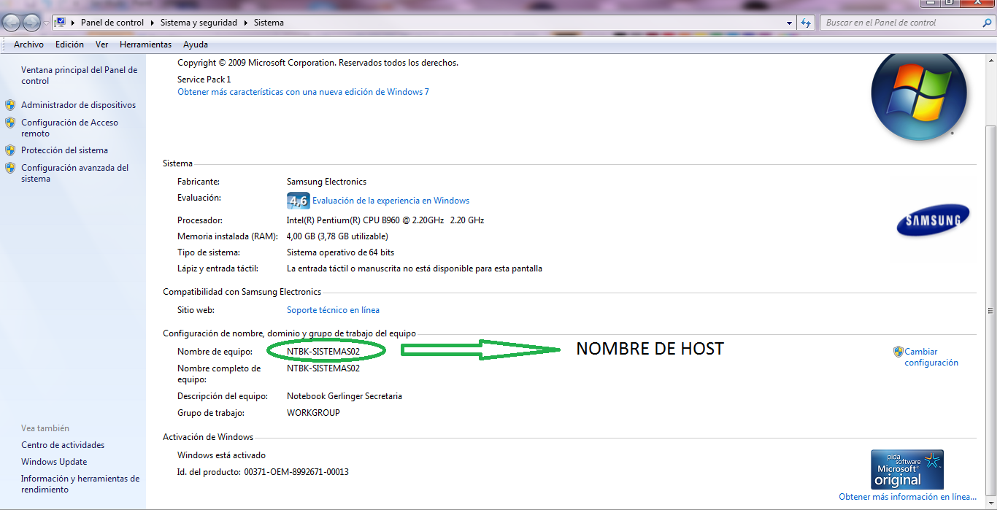 Panel de control ▸ Sistema y seguridad ▸ Sistema
Buscar en el Panel de control
Archivo Edición Ver Herramientas Ayuda
Ventana principal del Panel de
control
Administrador de dispositivos
Configuración de Acceso
remoto
Protección del sistema
Configuración avanzada del
sistema
Vea también
Centro de actividades
Windows Update
Información y herramientas de
rendimiento
Copyright © 2009 Microsoft Corporation. Reservados todos los derechos.
Service Pack 1
Obtener más características con una nueva edición de Windows 7
Sistema
Fabricante: Samsung Electronics
Evaluación: 4,6 Evaluación de la experiencia en Windows
Procesador: Intel(R) Pentium(R) CPU B960 @ 2.20GHz 2.20 GHz
Memoria instalada (RAM): 4,00 GB (3,78 GB utilizable)
Tipo de sistema: Sistema operativo de 64 bits
Lápiz y entrada táctil: La entrada táctil o manuscrita no está disponible para esta pantalla
SAMSUNG
Compatibilidad con Samsung Electronics
Sitio web: Soporte técnico en línea
Configuración de nombre, dominio y grupo de trabajo del equipo
Nombre de equipo: NTBK-SISTEMAS02
NOMBRE DE HOST
Cambiar
configuración
Nombre completo de NTBK-SISTEMAS02
equipo:
Descripción del equipo: Notebook Gerlinger Secretaria
Grupo de trabajo: WORKGROUP
Activación de Windows
Windows está activado
Id. del producto: 00371-OEM-8992671-00013
pida
software
Microsoft®
original
Obtener más información en línea...